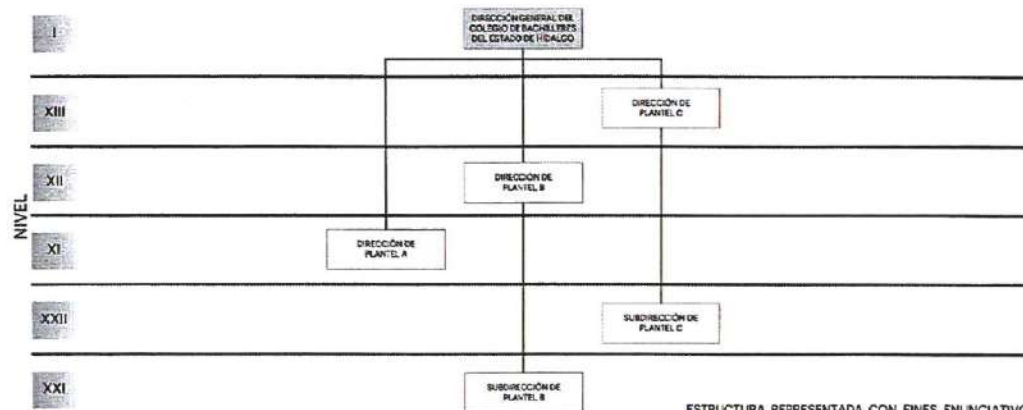 I
DIRECCIÓN GENERAL DEL
COLEGIO DE BACHILLERES
DEL ESTADO DE HIDALGO
XIII
DIRECCIÓN DE
PLANTEL C
XII
DIRECCIÓN DE
PLANTEL B
NIVEL
XI
DIRECCIÓN DE
PLANTEL A
XXII
SUBDIRECCIÓN DE
PLANTEL C
XXI
SUBDIRECCIÓN DE
PLANTEL B
ESTRUCTURA REPRESENTADA CON FINES ENUNCIATIVO